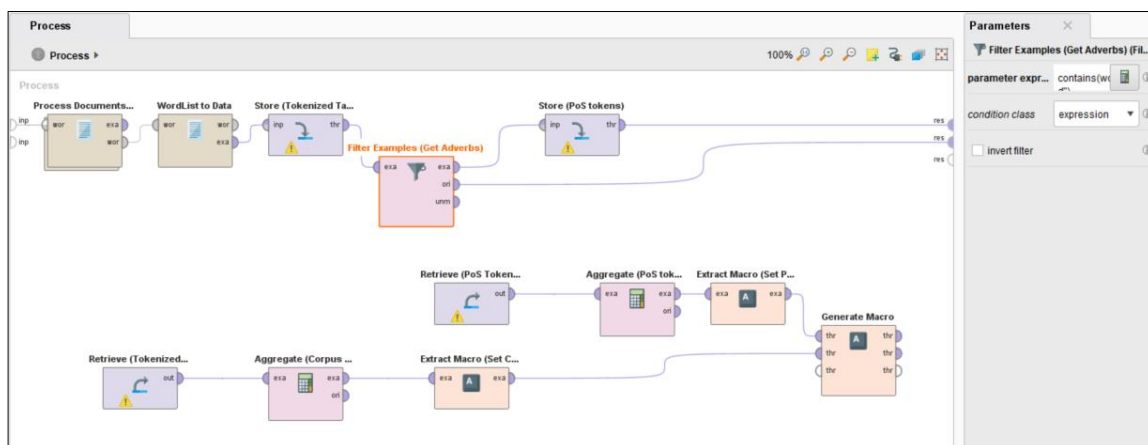 Process
Parameters
Process
100%
Filter Examples (Get Adverbs) (Fil...
Process
parameter expr...
contains(wo
condition class
expression
invert filter
Process Documents...
WordList to Data
Store (Tokenized Ta...
Store (PoS tokens)
inp
inp
wor
exa
wor
wor
wor
exa
inp
thr
inp
thr
res
res
res
Filter Examples (Get Adverbs)
exa
exa
ori
unm
Retrieve (PoS Token...
Aggregate (PoS tok...
Extract Macro (Set P...
out
exa
exa
ori
exa
exa
Generate Macro
thr
thr
thr
thr
thr
thr
Retrieve (Tokenized...
Aggregate (Corpus ...
Extract Macro (Set C...
out
exa
exa
ori
exa
exa